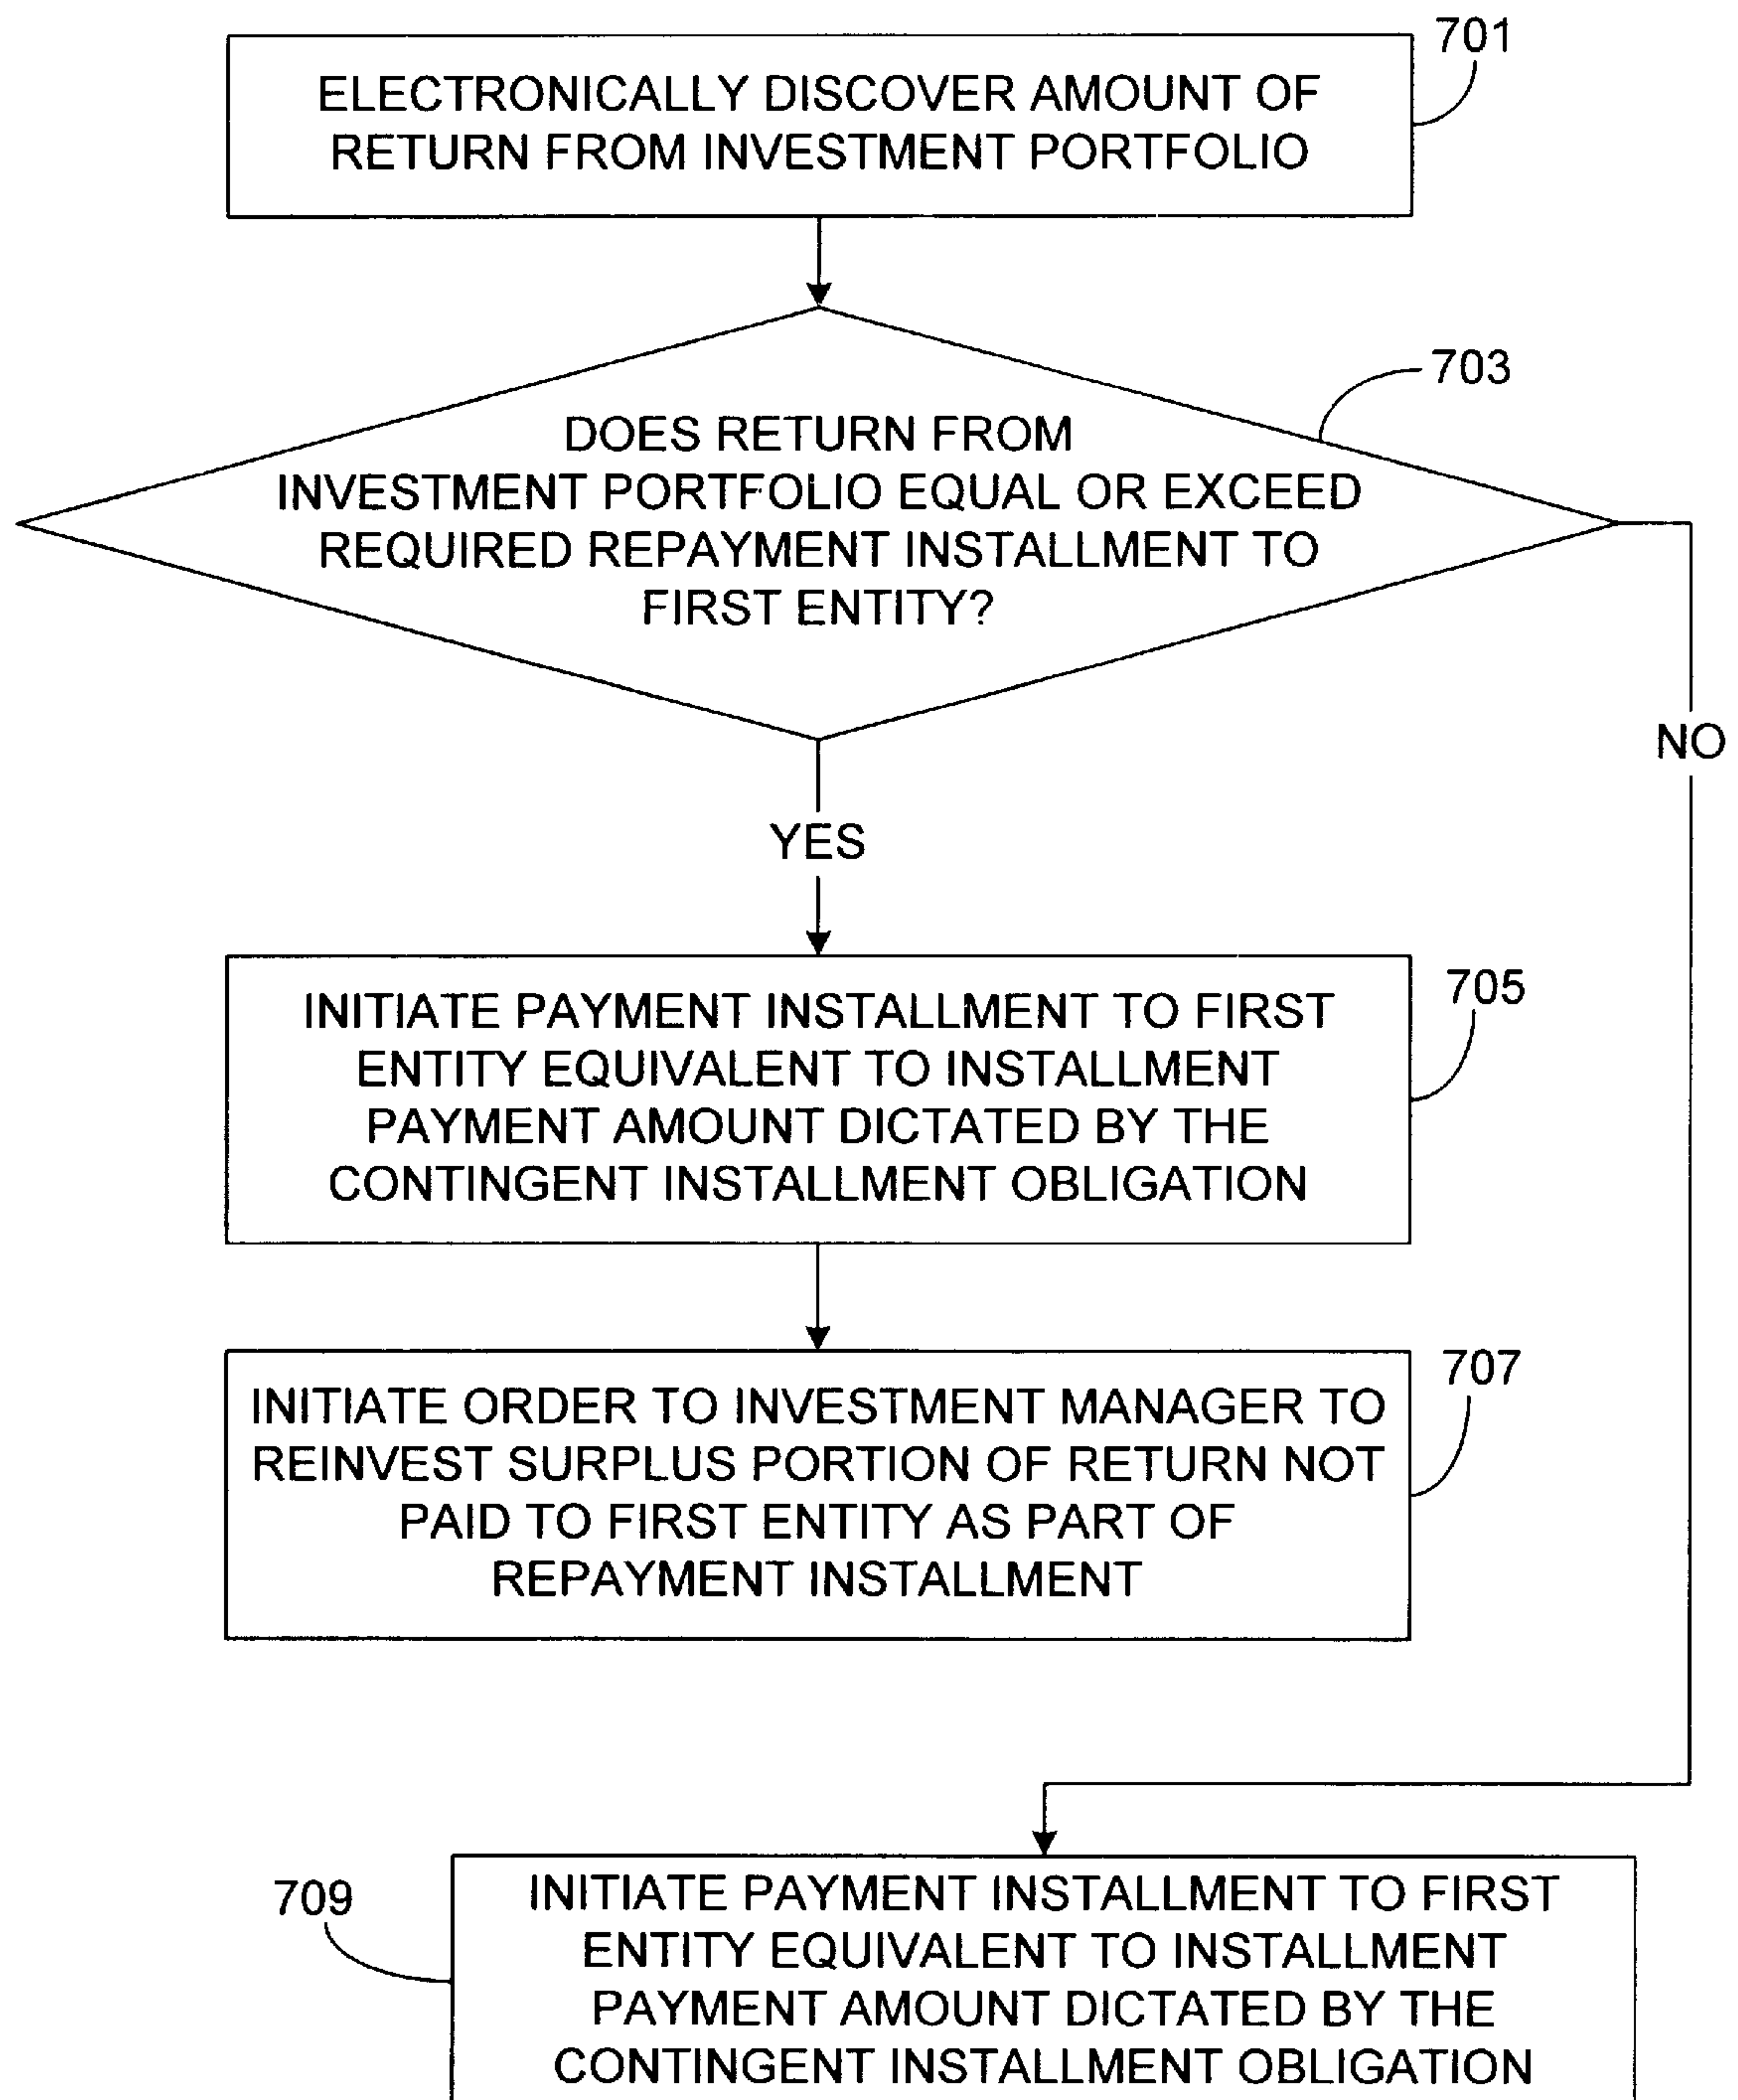 701
ELECTRONICALLY DISCOVER AMOUNT OF
RETURN FROM INVESTMENT PORTFOLIO
703
DOES RETURN FROM
INVESTMENT PORTFOLIO EQUAL OR EXCEED
REQUIRED REPAYMENT INSTALLMENT TO
FIRST ENTITY?
NO
YES
705
INITIATE PAYMENT INSTALLMENT TO FIRST
ENTITY EQUIVALENT TO INSTALLMENT
PAYMENT AMOUNT DICTATED BY THE
CONTINGENT INSTALLMENT OBLIGATION
707
INITIATE ORDER TO INVESTMENT MANAGER TO
REINVEST SURPLUS PORTION OF RETURN NOT
PAID TO FIRST ENTITY AS PART OF
REPAYMENT INSTALLMENT
709
INITIATE PAYMENT INSTALLMENT TO FIRST
ENTITY EQUIVALENT TO INSTALLMENT
PAYMENT AMOUNT DICTATED BY THE
CONTINGENT INSTALLMENT OBLIGATION